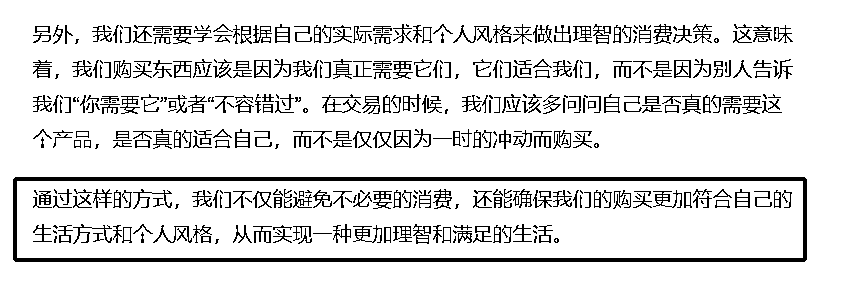 另外，我们还需要学会根据自己的实际需求和个人风格来做出理智的消费决策。这意味
着，我们购买东西应该是因为我们真正需要它们，它们适合我们，而不是因为别人告诉
我们“你需要它”或者“不容错过”。在交易的时候，我们应该多问问自己是否真的需要这
个产品，是否真的适合自己，而不是仅仅因为一时的冲动而购买。
通过这样的方式，我们不仅能避免不必要的消费，还能确保我们的购买更加符合自己的
生活方式和个人风格，从而实现一种更加理智和满足的生活。